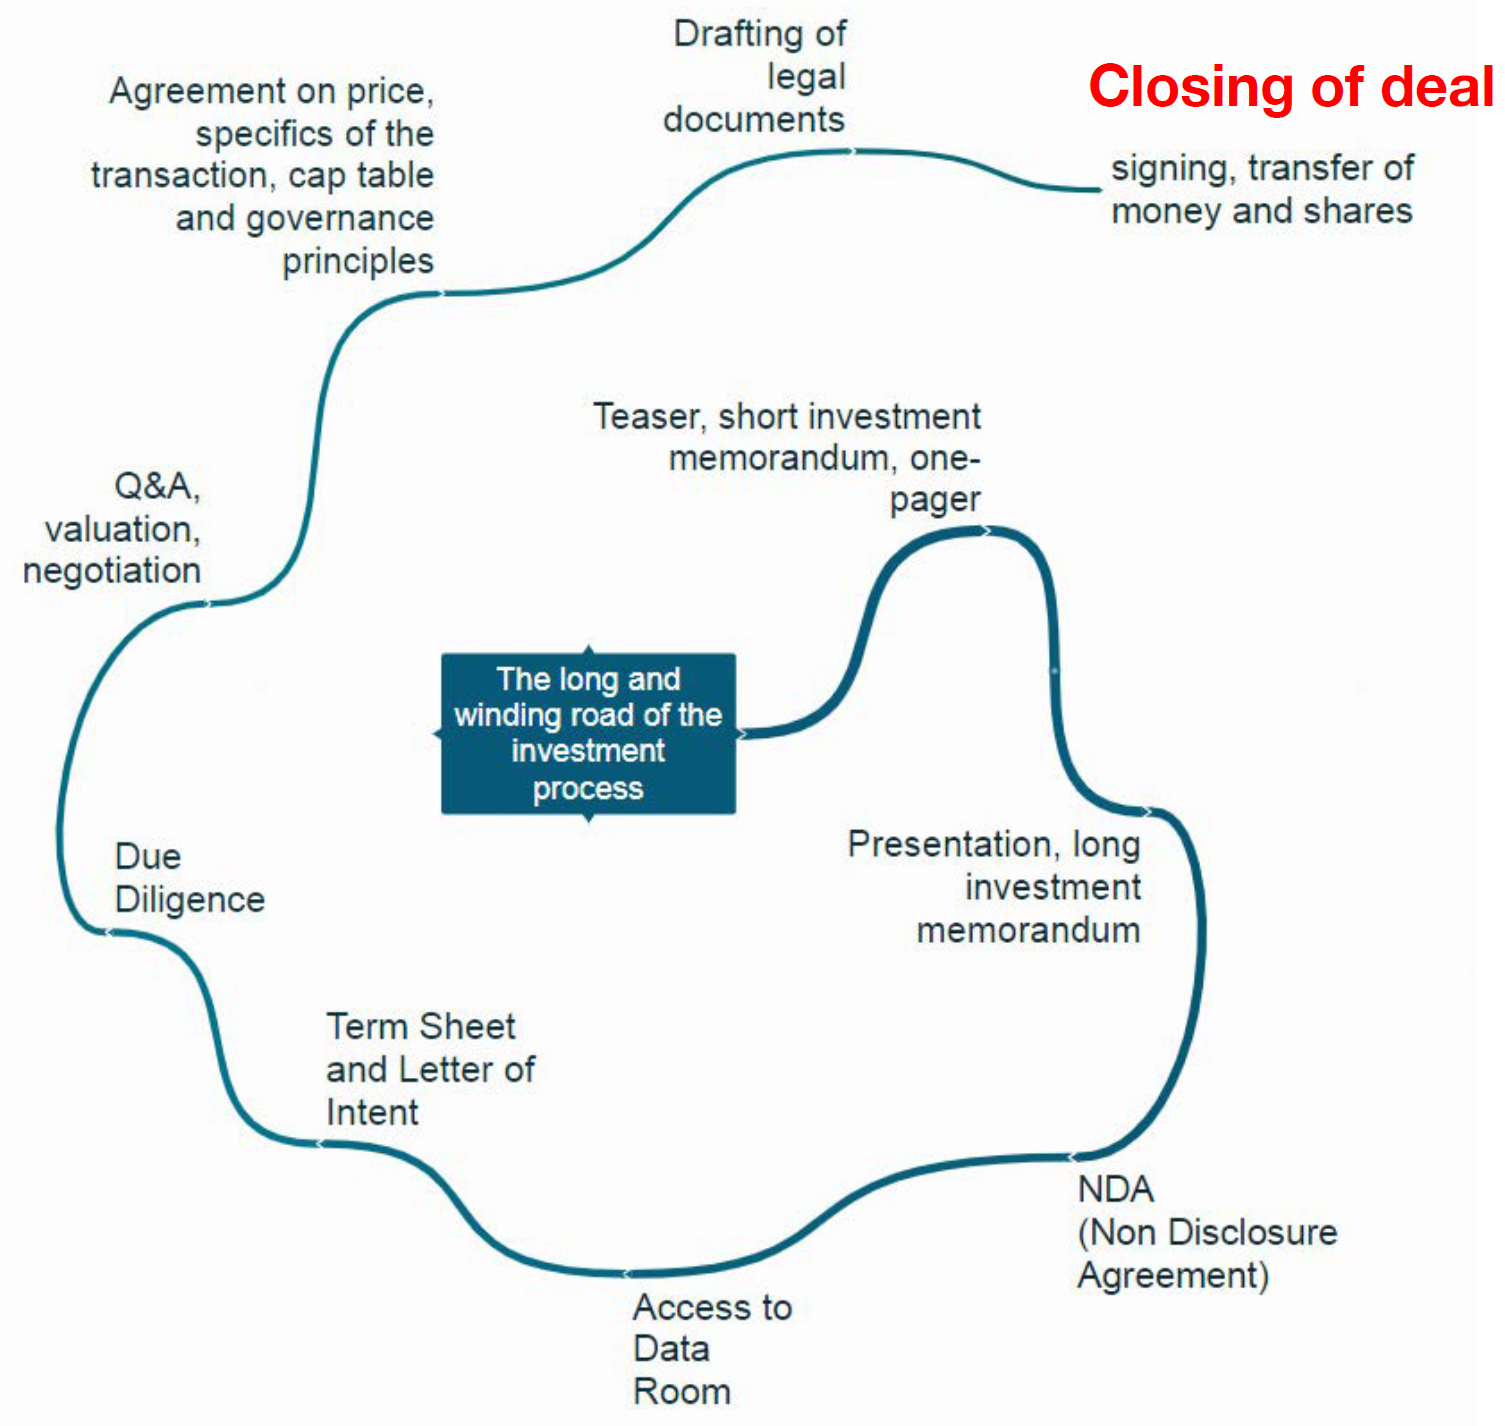 Drafting of
legal
documents
Closing of deal
signing, transfer of
money and shares
Agreement on price,
specifics of the
transaction, cap table
and governance
principles
Teaser, short investment
memorandum, one-
pager
Q&A,
valuation,
negotiation
The long and
winding road of the
investment
process
Presentation, long
investment
memorandum
Due
Diligence
Term Sheet
and Letter of
Intent
NDA
(Non Disclosure
Agreement)
Access to
Data
Room